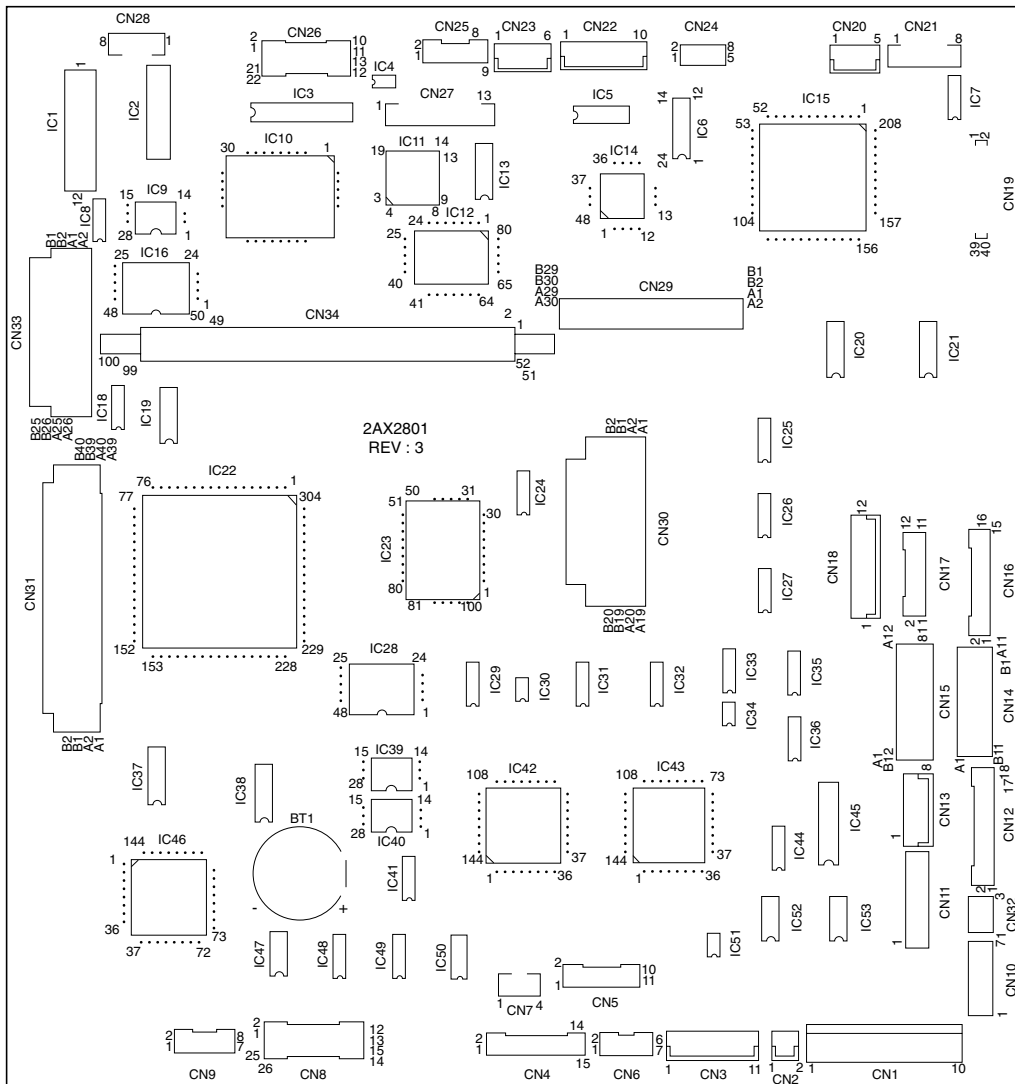 CN28
8 1
CN26
2 10
1 11
21 13
22 12
CN25
2 8
1
9
CN23
1 6
CN22
1 10
CN24
2 8
1 5
CN20
1 5
CN21
1 8
IC1
1
12
IC2
IC4
IC3
CN27
1 13
IC5
IC6
14 12
24 1
IC15
52 1
53 208
104 157
156
IC7
CN19
1 2
39
40
IC10
30 1
IC11
19 14
13
3 9
4 8
IC13
IC14
36
37
48 13
1 12
IC8
IC9
15 14
28 1
IC12
24 1
25 80
40 65
41 64
IC16
25 24
48 1
50
49
CN33
B1
B2
A1
A2
B25
B26
A25
A26
CN29
B29 B1
B30 B2
A29 A1
A30 A2
CN34
2
1
100
99
52
51
IC20
IC21
IC18
IC19
2AX2801
REV : 3
CN31
B40
B39
A40
A39
B2
B1
A2
A1
IC22
76 1
77 304
152 229
153 228
IC23
50 31
51 30
80 1
81 100
IC24
CN30
B2
B1
A2
A1
B20
B19
A20
A19
IC25
IC26
IC27
CN18
12
1
CN17
12
11
2
1
CN16
16
15
2
1
IC28
25 24
48 1
IC29
IC30
IC31
IC32
IC33
IC34
IC35
IC36
CN15
A12
81
A1
B12
CN14
A11
B1
A1
B11
IC37
IC38
IC39
15 14
28 1
IC40
15 14
28 1
IC41
IC42
108
144 37
1 36
IC43
108 73
144 37
1 36
IC44
IC45
CN13
8
1
CN12
18
17
2
1
BT1
- +
IC46
144
1
36 73
37 72
IC47
IC48
IC49
IC50
IC51
IC52
IC53
CN11
1
CN32
3
1
CN10
7
1
CN7
1 4
CN5
2 10
1 11
CN9
2 8
1 7
CN8
2 12
1 13
25 15
26 14
CN4
2 14
1 15
CN6
2 6
1 7
CN3
1 11
CN2
1 2
CN1
1 10